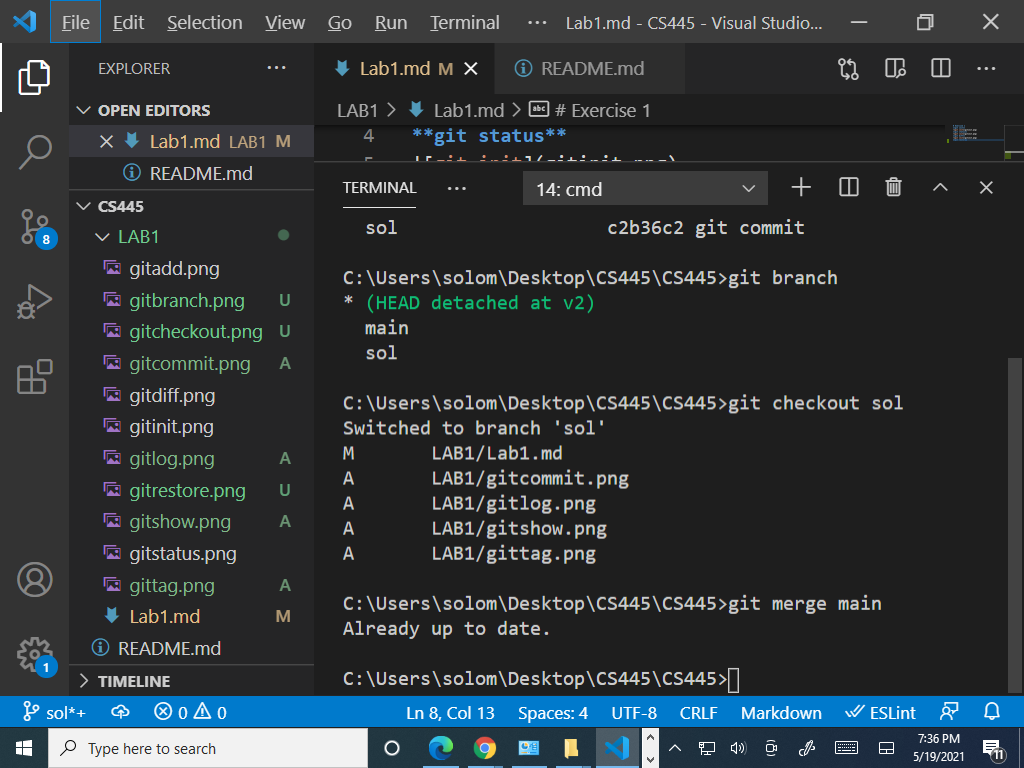 File Edit Selection View Go Run Terminal ··· Lab1.md - CS445 - Visual Studio...
EXPLORER ···
Lab1.md M
README.md
OPEN EDITORS
LAB1 > Lab1.md > abc # Exercise 1
Lab1.md LAB1 M
README.md
4 **git status**
5 ![git init](gitinit.png)
CS445
LAB1
gitadd.png
gitbranch.png U
gitcheckout.png U
gitcommit.png A
gitdiff.png
gitinit.png
gitlog.png A
gitrestore.png U
gitshow.png A
gitstatus.png
gittag.png A
Lab1.md M
README.md
TIMELINE
8
1
TERMINAL ··· 14: cmd
sol c2b36c2 git commit
C:\Users\solom\Desktop\CS445\CS445>git branch
* (HEAD detached at v2)
main
sol
C:\Users\solom\Desktop\CS445\CS445>git checkout sol
Switched to branch 'sol'
M LAB1/Lab1.md
A LAB1/gitcommit.png
A LAB1/gitlog.png
A LAB1/gitshow.png
A LAB1/gittag.png
C:\Users\solom\Desktop\CS445\CS445>git merge main
Already up to date.
C:\Users\solom\Desktop\CS445\CS445>
sol*+ 0 0 Ln 8, Col 13 Spaces: 4 UTF-8 CRLF Markdown ESLint
Type here to search
7:36 PM
5/19/2021
11